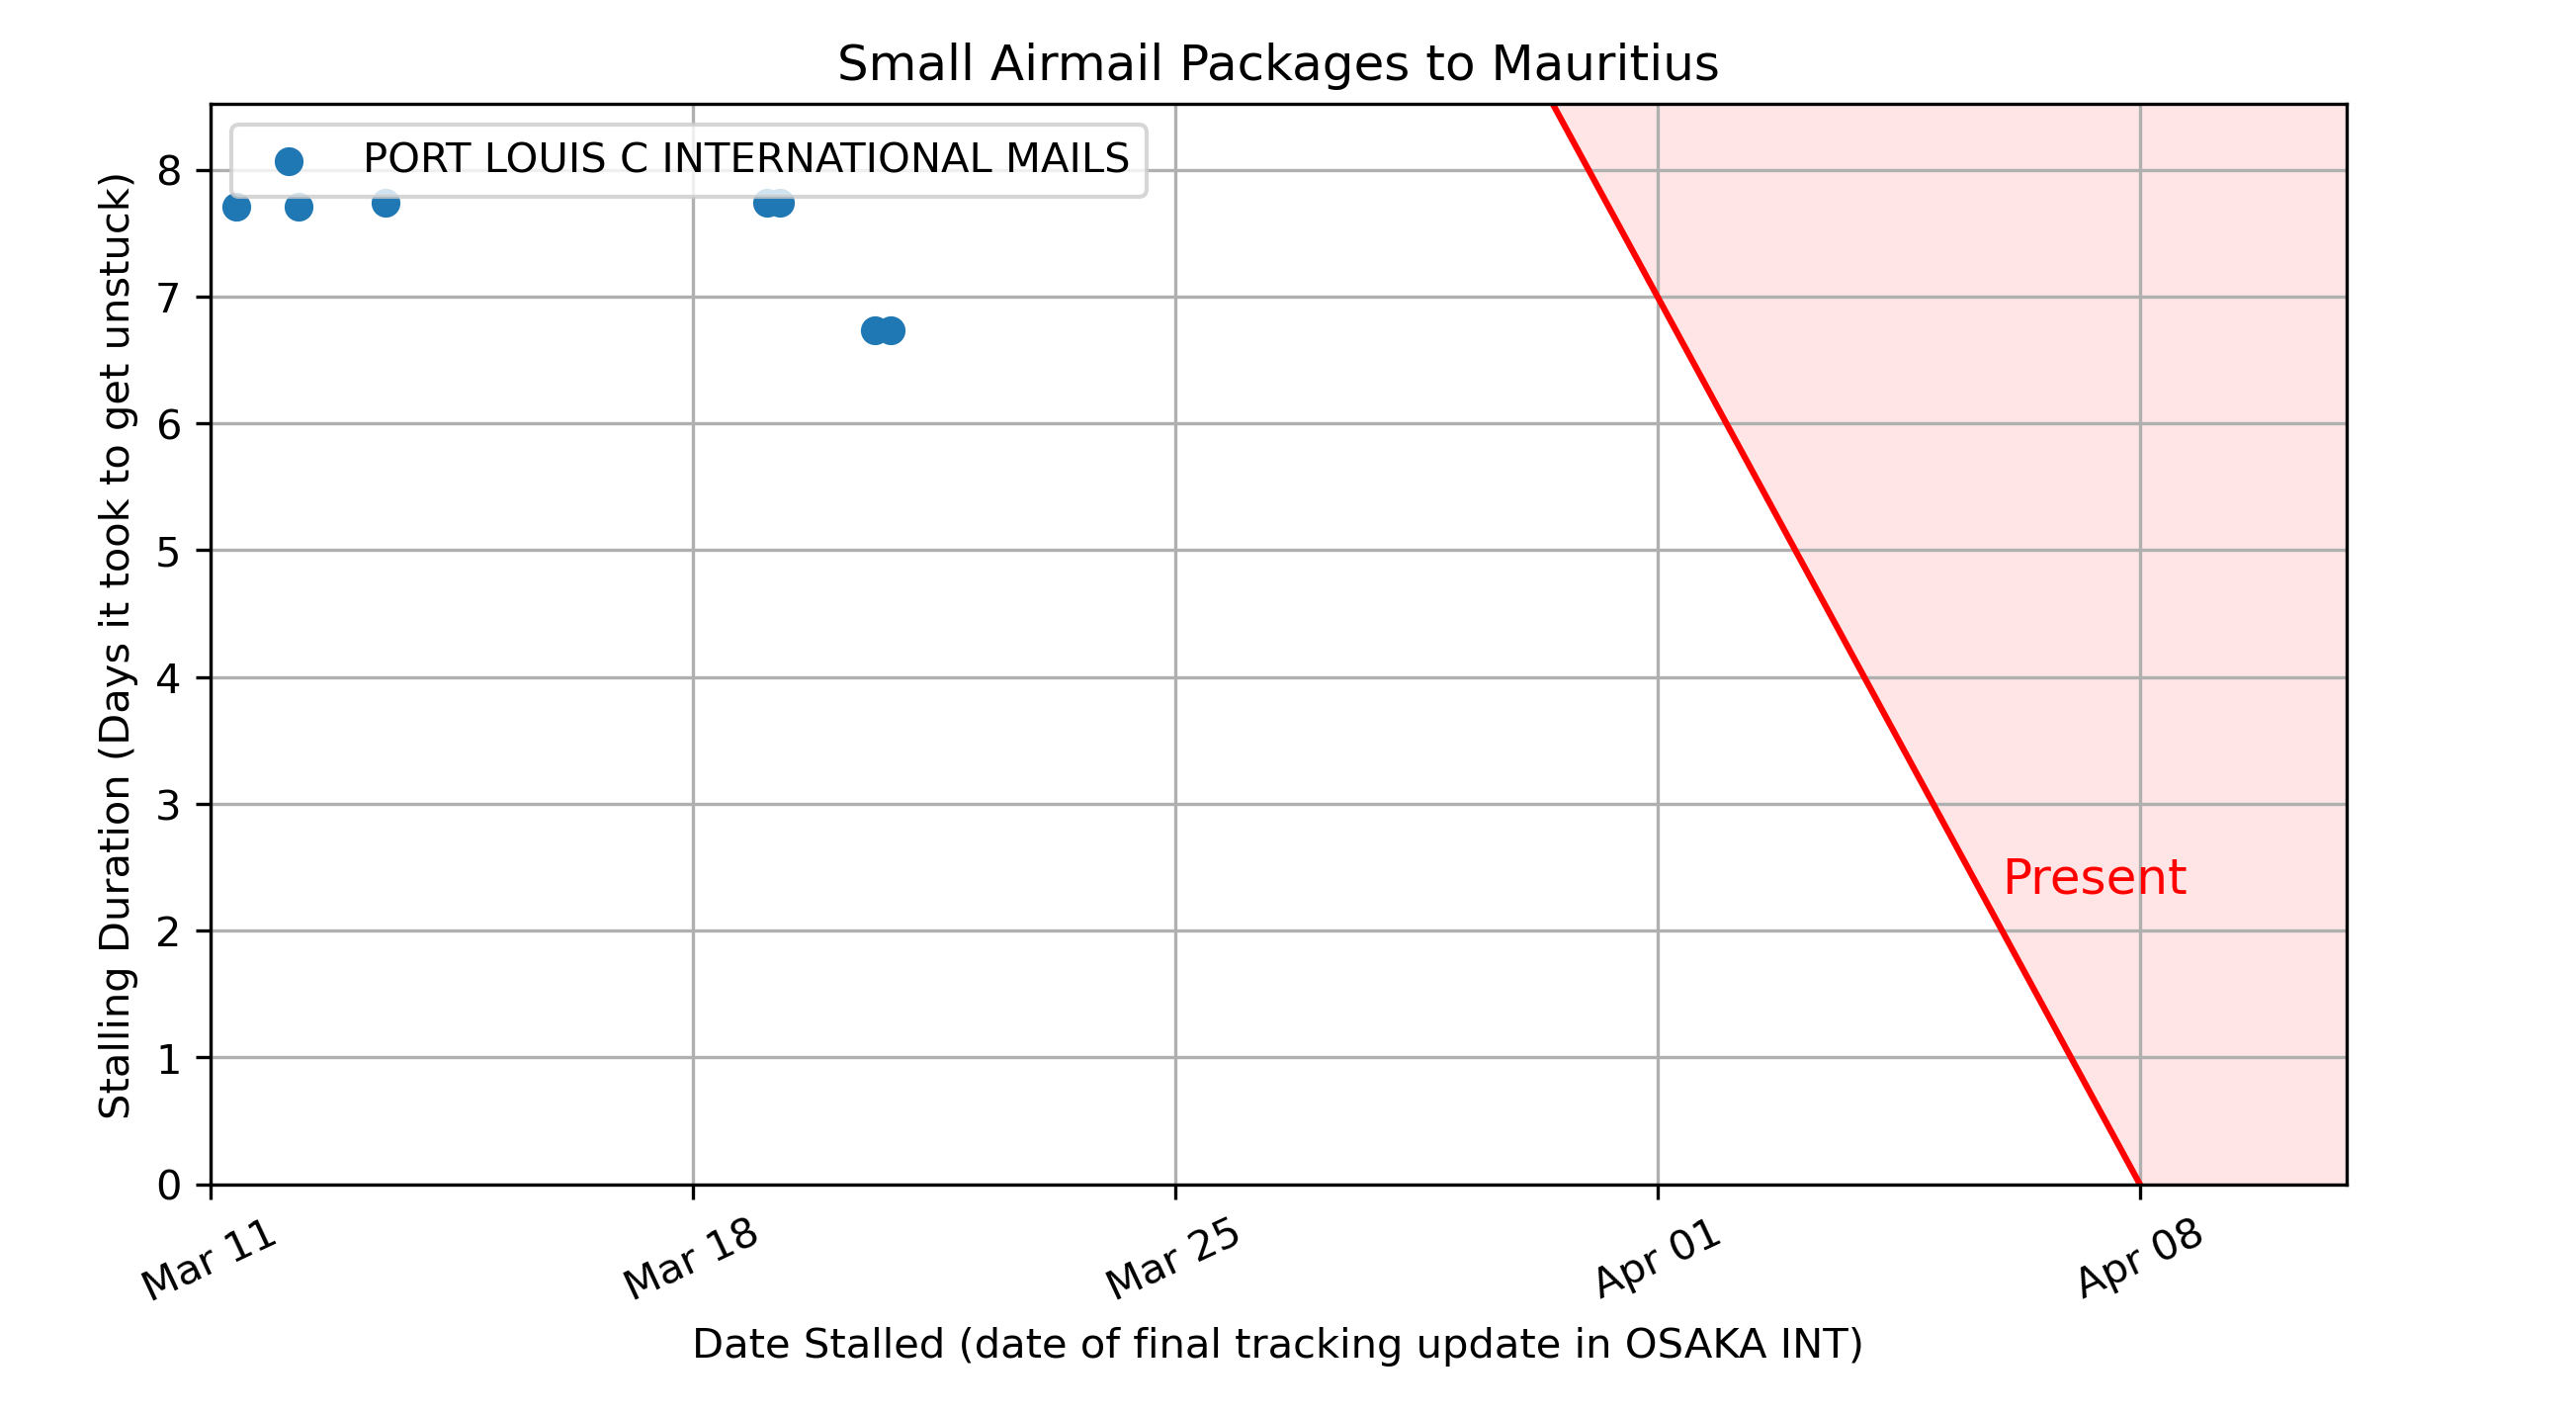 Small Airmail Packages to Mauritius
PORT LOUIS C INTERNATIONAL MAILS
Stalling Duration (Days it took to get unstuck)
8
7
6
5
4
3
2
1
0
Present
Mar 11
Mar 18
Mar 25
Apr 01
Apr 08
Date Stalled (date of final tracking update in OSAKA INT)